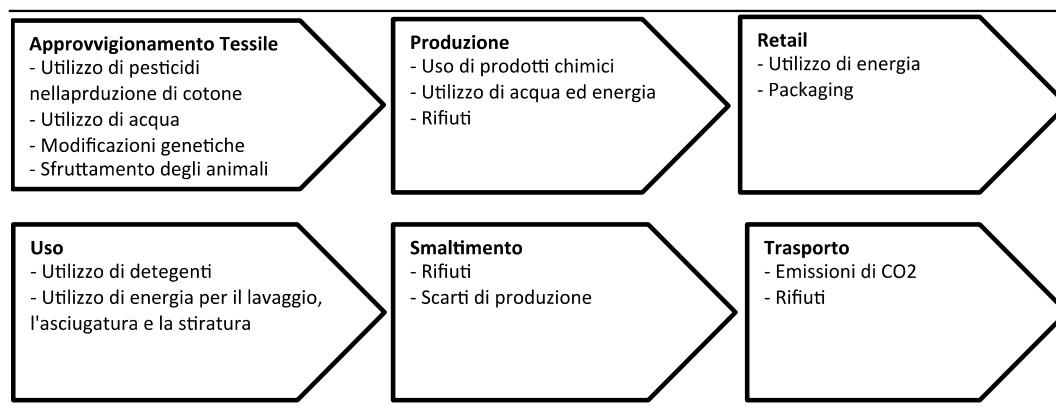 Approvvigionamento Tessile
- Utilizzo di pesticidi
nellaprduzione di cotone
- Utilizzo di acqua
- Modificazioni genetiche
- Sfruttamento degli animali
Produzione
- Uso di prodotti chimici
- Utilizzo di acqua ed energia
- Rifiuti
Retail
- Utilizzo di energia
- Packaging
Uso
- Utilizzo di detegenti
- Utilizzo di energia per il lavaggio,
l'asciugatura e la stiratura
Smaltimento
- Rifiuti
- Scarti di produzione
Trasporto
- Emissioni di CO2
- Rifiuti